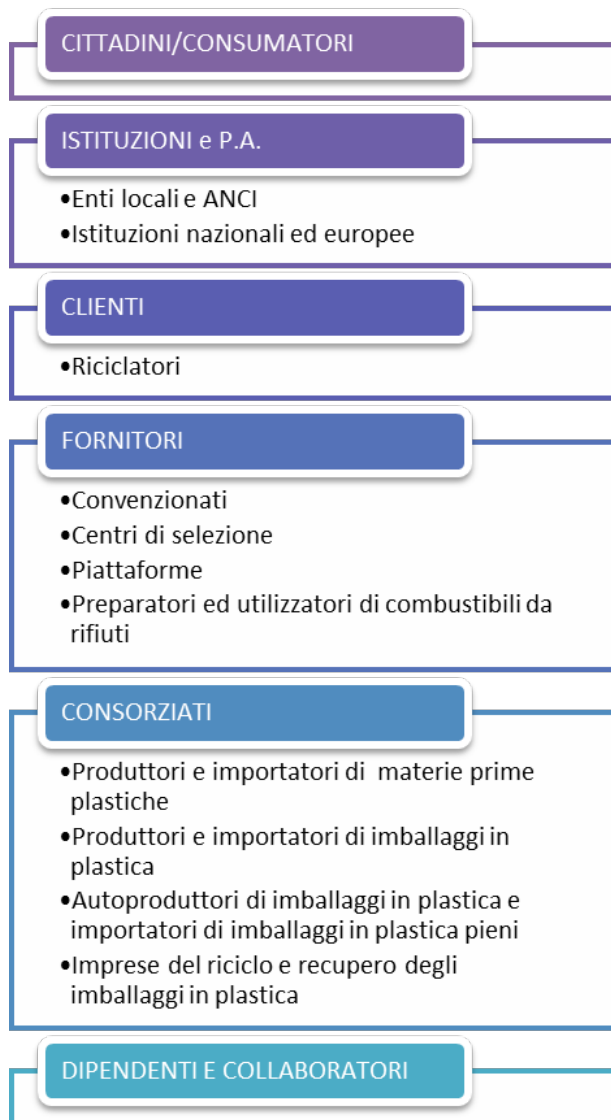 CITTADINI/CONSUMATORI
ISTITUZIONI e P.A.
•Enti locali e ANCI
•Istituzioni nazionali ed europee
CLIENTI
•Riciclatori
FORNITORI
•Convenzionati
•Centri di selezione
•Piattaforme
•Preparatori ed utilizzatori di combustibili da
rifiuti
CONSORZIATI
•Produttori e importatori di materie prime
plastiche
•Produttori e importatori di imballaggi in
plastica
•Autoproduttori di imballaggi in plastica e
importatori di imballaggi in plastica pieni
•Imprese del riciclo e recupero degli
imballaggi in plastica
DIPENDENTI E COLLABORATORI